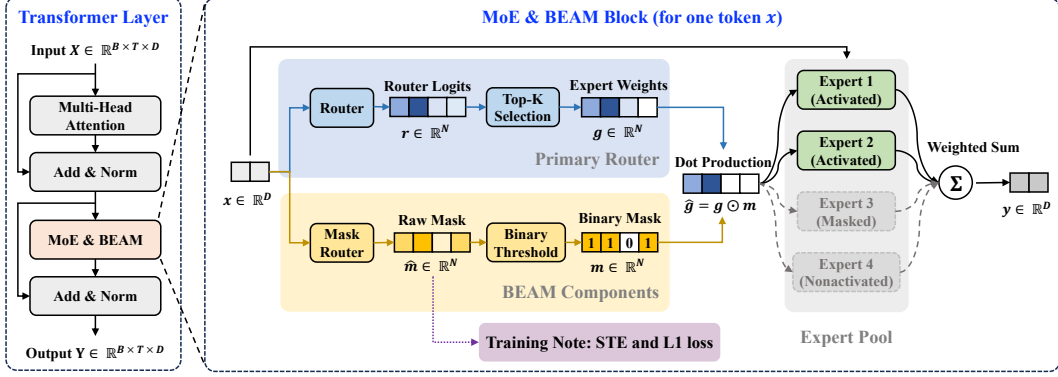 Transformer Layer
Input X ∈ ℝ^{B×T×D}
Multi-Head
Attention
Add & Norm
MoE & BEAM
Add & Norm
Output Y ∈ ℝ^{B×T×D}
MoE & BEAM Block (for one token x)
x ∈ ℝ^D
Router
Router Logits
r ∈ ℝ^N
Top-K
Selection
Expert Weights
g ∈ ℝ^N
Primary Router
Mask
Router
Raw Mask
m̂ ∈ ℝ^N
Binary
Threshold
Binary Mask
1 1 0 1
m ∈ ℝ^N
BEAM Components
Training Note: STE and L1 loss
Dot Production
ĝ = g ⊙ m
Expert 1
(Activated)
Expert 2
(Activated)
Expert 3
(Masked)
Expert 4
(Nonactivated)
Expert Pool
Weighted Sum
Σ
y ∈ ℝ^D